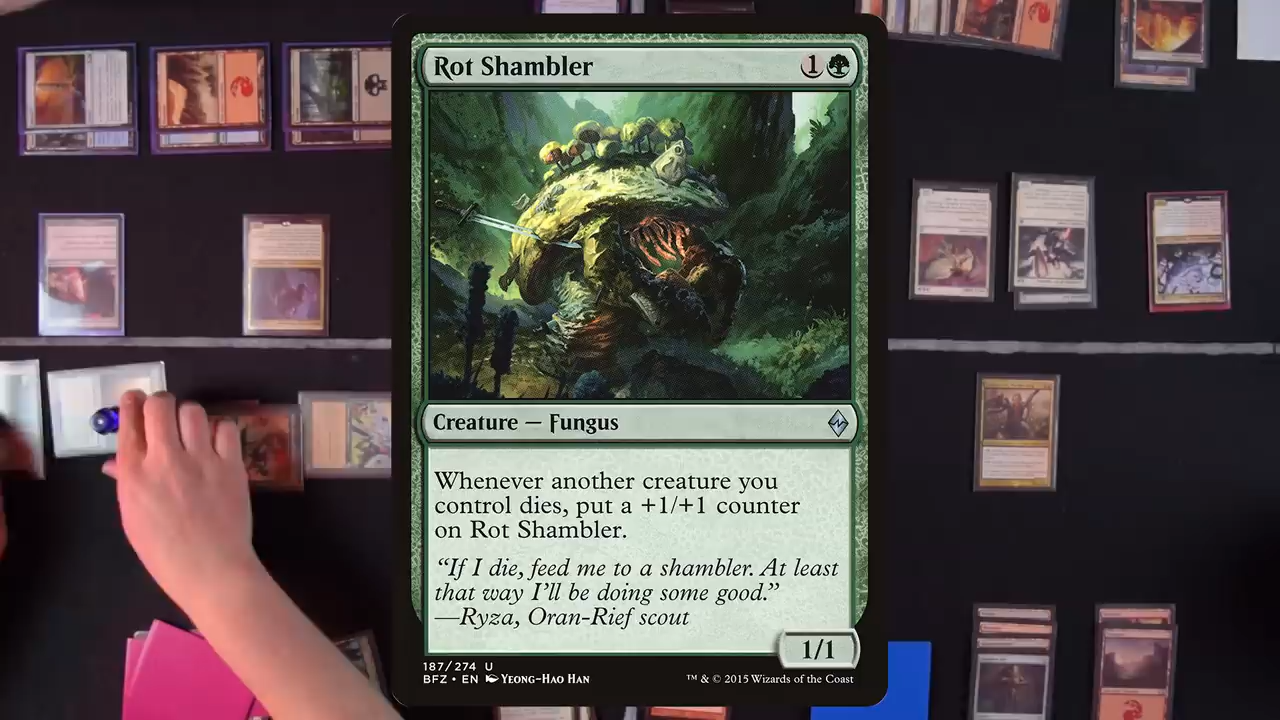 Rot Shambler 1
Creature — Fungus
Whenever another creature you
control dies, put a +1/+1 counter
on Rot Shambler.
“If I die, feed me to a shambler. At least
that way I’ll be doing some good.”
—Ryza, Oran-Rief scout
1/1
187/274 U
BFZ • EN Yeong-Hao Han
™ & © 2015 Wizards of the Coast